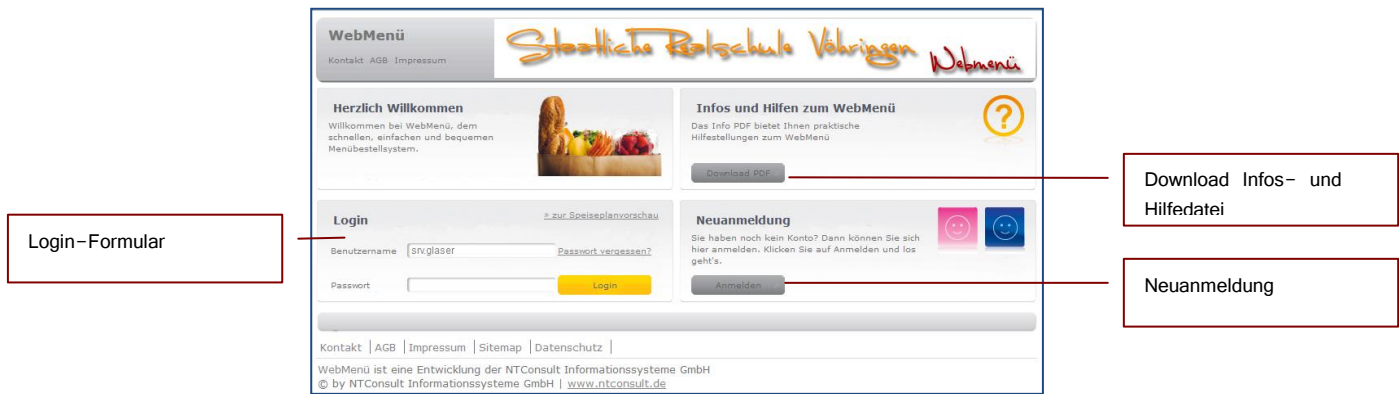 WebMenü
Kontakt AGB Impressum
Staatliche Realschule Vöhringen
Webmenü
Herzlich Willkommen
Willkommen bei WebMenü, dem
schnellen, einfachen und bequemen
Menübestellsystem.
Infos und Hilfen zum WebMenü
Das Info PDF bietet Ihnen praktische
Hilfestellungen zum WebMenü
Download PDF
Download Infos- und
Hilfedatei
Login-Formular
Login
» zur Speiseplanvorschau
Benutzername srv.glaser Passwort vergessen?
Passwort Login
Neuanmeldung
Sie haben noch kein Konto? Dann können Sie sich
hier anmelden. Klicken Sie auf Anmelden und los
geht's.
Anmelden
Neuanmeldung
Kontakt | AGB | Impressum | Sitemap | Datenschutz |
WebMenü ist eine Entwicklung der NTConsult Informationssysteme GmbH
© by NTConsult Informationssysteme GmbH | www.ntconsult.de